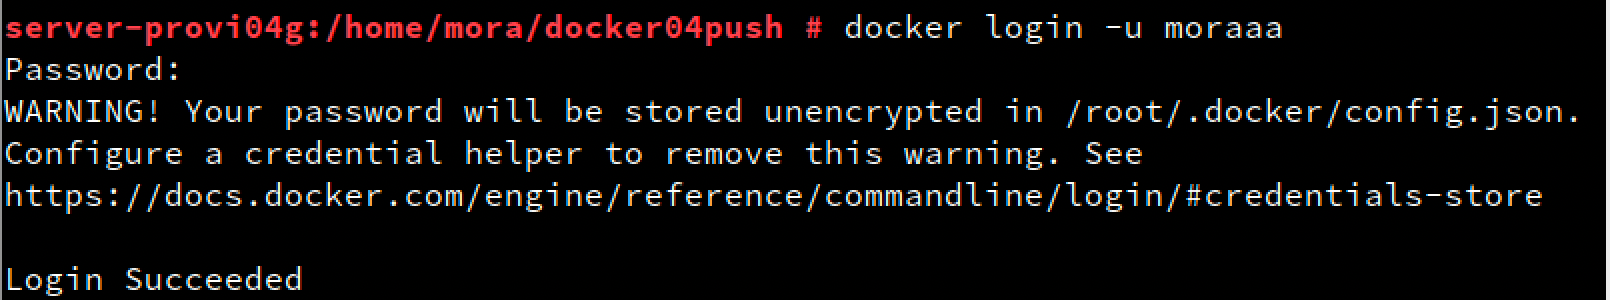 server-provi04g:/home/mora/docker04push # docker login -u moraaa
Password:
WARNING! Your password will be stored unencrypted in /root/.docker/config.json.
Configure a credential helper to remove this warning. See
https://docs.docker.com/engine/reference/commandline/login/#credentials-store
Login Succeeded